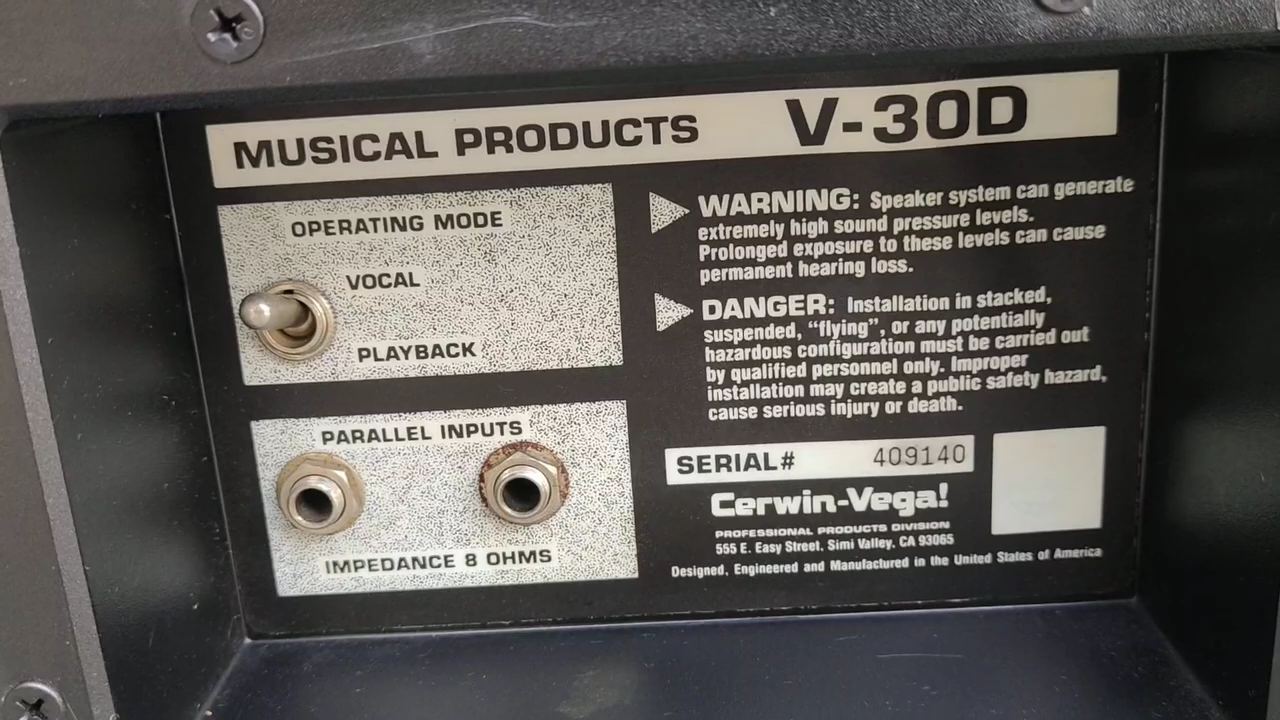 MUSICAL PRODUCTS V-30D
OPERATING MODE
VOCAL
PLAYBACK
PARALLEL INPUTS
IMPEDANCE 8 OHMS
WARNING: Speaker system can generate
extremely high sound pressure levels.
Prolonged exposure to these levels can cause
permanent hearing loss.
DANGER: Installation in stacked,
suspended, “flying”, or any potentially
hazardous configuration must be carried out
by qualified personnel only. Improper
installation may create a public safety hazard,
cause serious injury or death.
SERIAL# 409140
Cerwin-Vega!
PROFESSIONAL PRODUCTS DIVISION
555 E. Easy Street, Simi Valley, CA 93065
Designed, Engineered and Manufactured in the United States of America